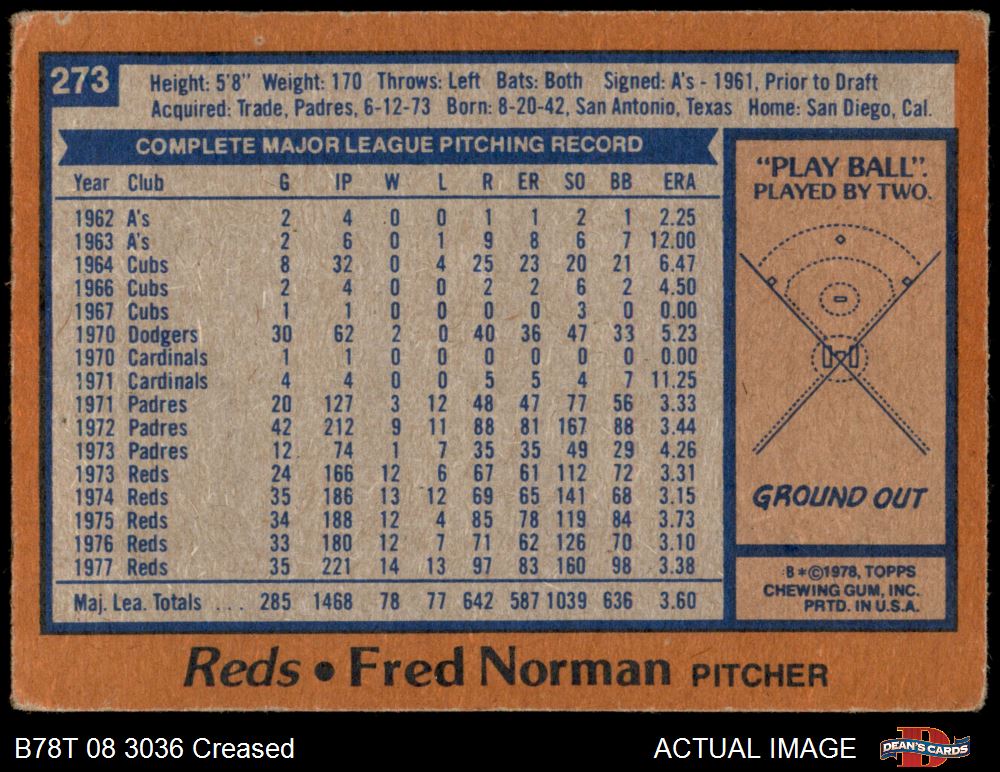 273
Height: 5'8" Weight: 170 Throws: Left Bats: Both Signed: A's - 1961, Prior to Draft
Acquired: Trade, Padres, 6-12-73 Born: 8-20-42, San Antonio, Texas Home: San Diego, Cal.
COMPLETE MAJOR LEAGUE PITCHING RECORD
Year Club G IP W L R ER SO BB ERA
1962 A's 2 4 0 0 1 1 2 1 2.25
1963 A's 2 6 0 1 9 8 6 7 12.00
1964 Cubs 8 32 0 4 25 23 20 21 6.47
1966 Cubs 2 4 0 0 2 2 6 2 4.50
1967 Cubs 1 1 0 0 0 0 3 0 0.00
1970 Dodgers 30 62 2 0 40 36 47 33 5.23
1970 Cardinals 1 1 0 0 0 0 0 0 0.00
1971 Cardinals 4 4 0 0 5 5 4 7 11.25
1971 Padres 20 127 3 12 48 47 77 56 3.33
1972 Padres 42 212 9 11 88 81 167 88 3.44
1973 Padres 12 74 1 7 35 35 49 29 4.26
1973 Reds 24 166 12 6 67 61 112 72 3.31
1974 Reds 35 186 13 12 69 65 141 68 3.15
1975 Reds 34 188 12 4 85 78 119 84 3.73
1976 Reds 33 180 12 7 71 62 126 70 3.10
1977 Reds 35 221 14 13 97 83 160 98 3.38
Maj. Lea. Totals ... 285 1468 78 77 642 587 1039 636 3.60
"PLAY BALL".
PLAYED BY TWO.
GROUND OUT
B*©1978, TOPPS
CHEWING GUM, INC.
PRTD. IN U.S.A.
Reds • Fred Norman PITCHER
B78T 08 3036 Creased
ACTUAL IMAGE
D
DEAN'S CARDS